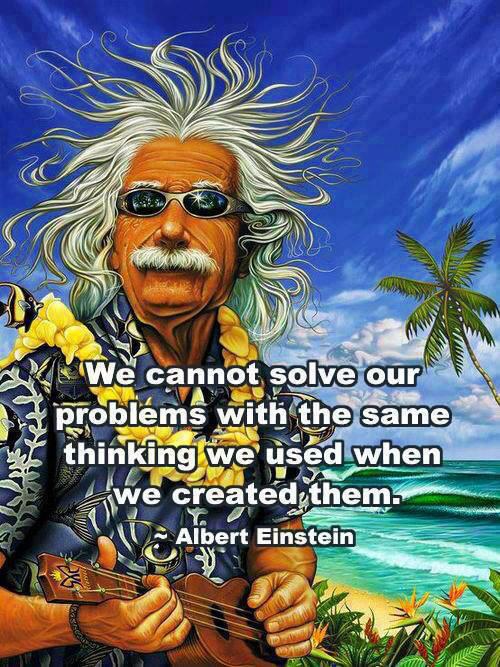 We cannot solve our
problems with the same
thinking we used when
we created them.
~ Albert Einstein